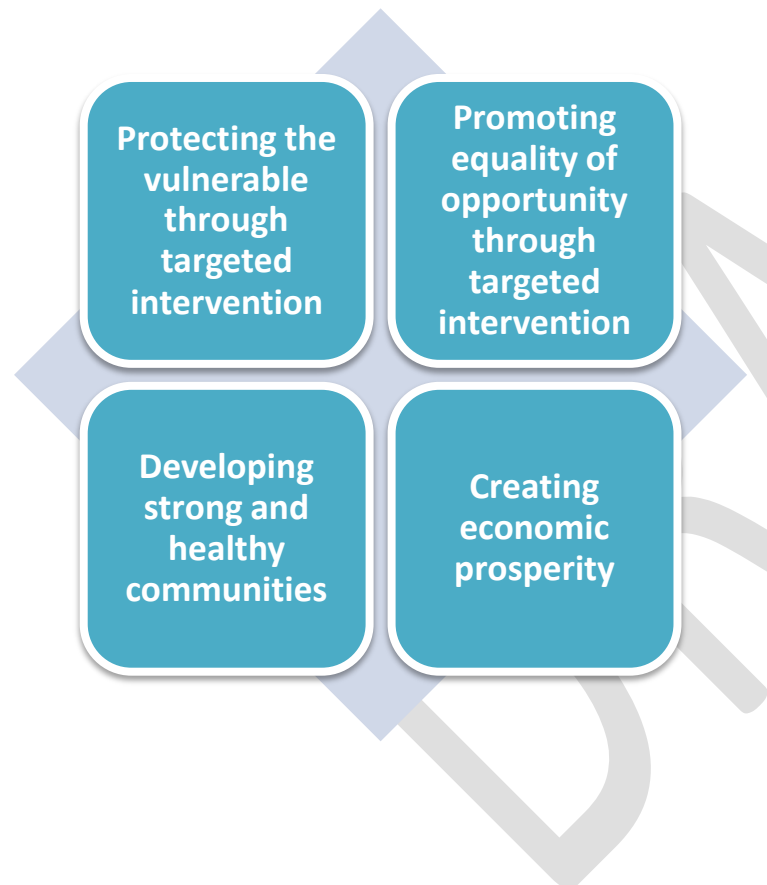 Protecting the
vulnerable
through
targeted
intervention
Promoting
equality of
opportunity
through
targeted
intervention
Developing
strong and
healthy
communities
Creating
economic
prosperity